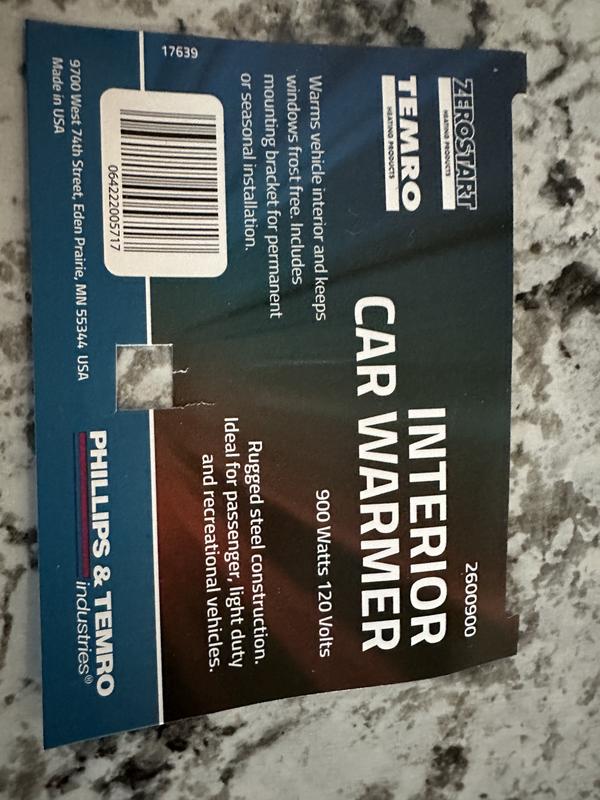 ZEROSTART
HEATING PRODUCTS
TEMRO
HEATING PRODUCTS
2600900
INTERIOR
CAR WARMER
900 Watts 120 Volts
Warms vehicle interior and keeps
windows frost free. Includes
mounting bracket for permanent
or seasonal installation.
Rugged steel construction.
Ideal for passenger, light duty
and recreational vehicles.
17639
064222005717
9700 West 74th Street, Eden Prairie, MN 55344 USA
Made in USA
PHILLIPS & TEMRO
industries®